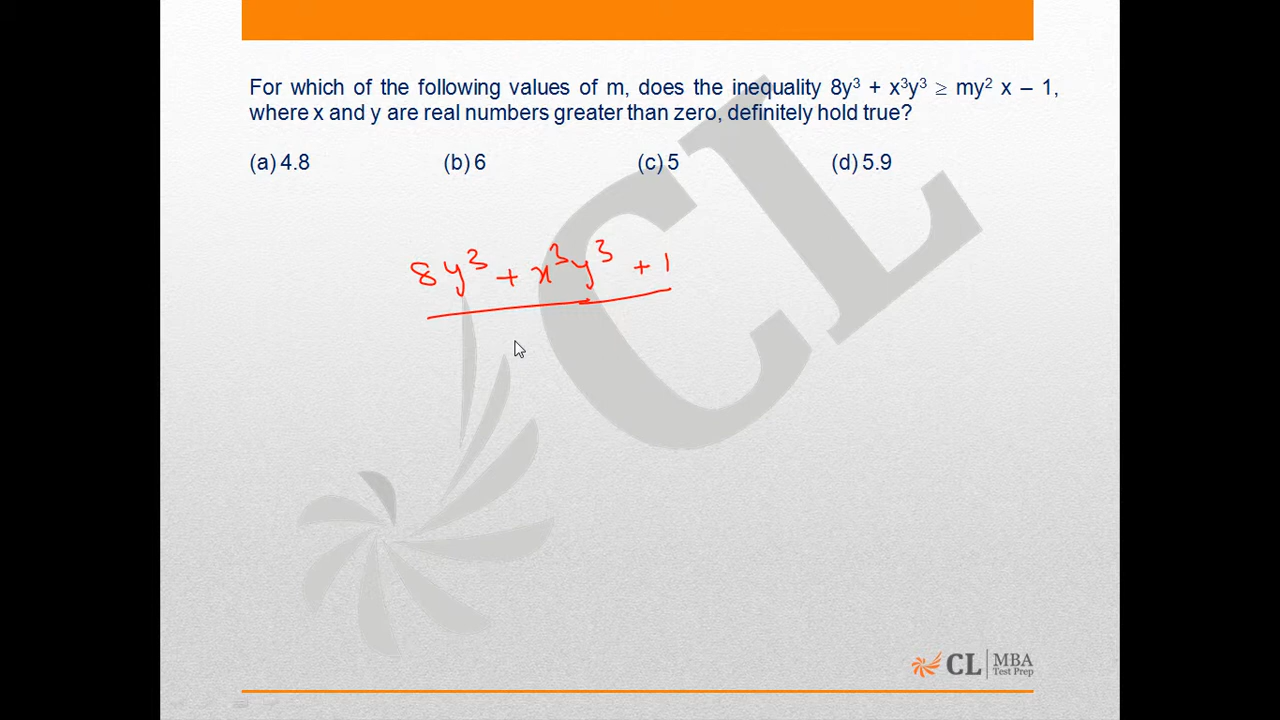 For which of the following values of m, does the inequality 8y³ + x³y³ ≥ my² x – 1,
where x and y are real numbers greater than zero, definitely hold true?
(a) 4.8 (b) 6 (c) 5 (d) 5.9
8y³ + x³y³ + 1
CL
CL MBA
Test Prep